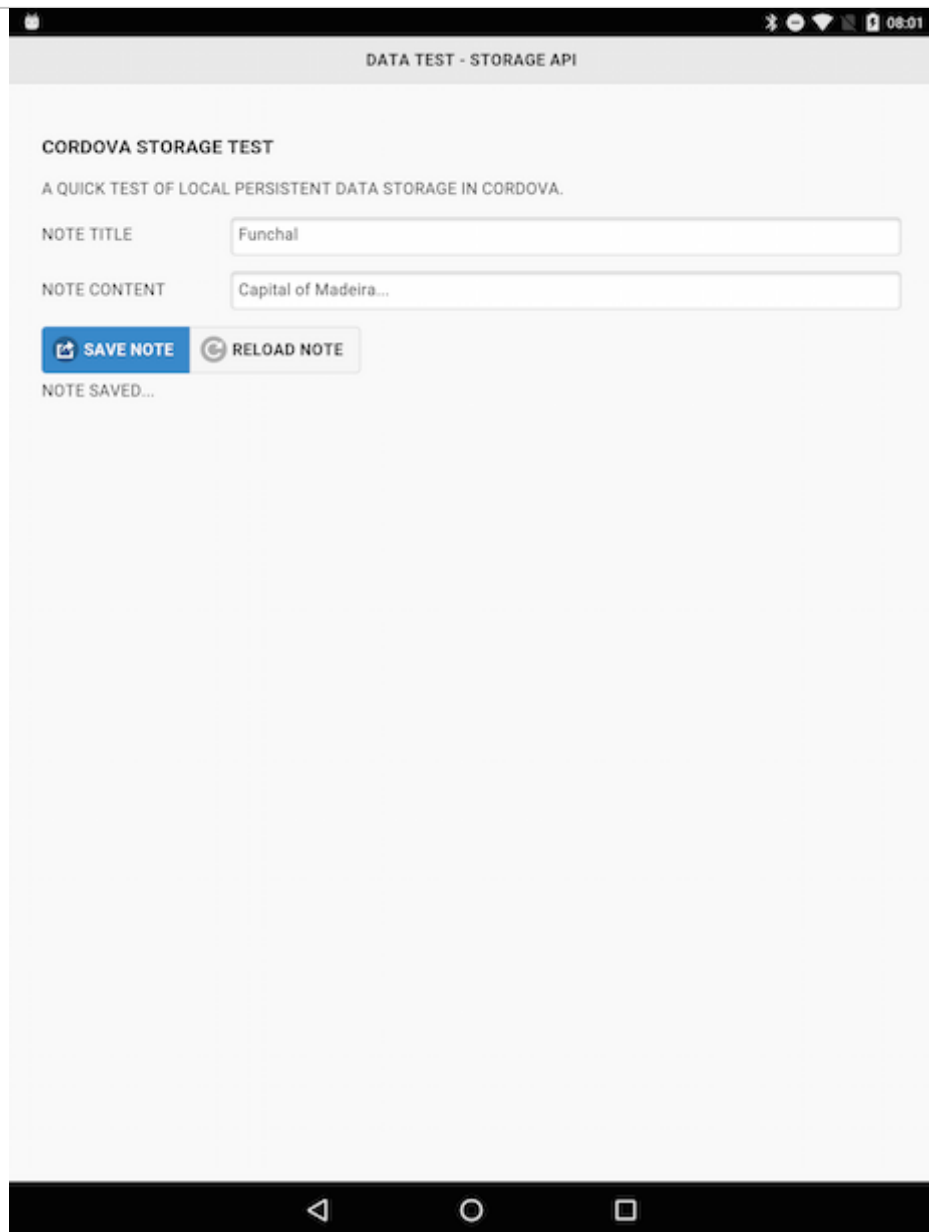 08:01
DATA TEST - STORAGE API
CORDOVA STORAGE TEST
A QUICK TEST OF LOCAL PERSISTENT DATA STORAGE IN CORDOVA.
NOTE TITLE Funchal
NOTE CONTENT Capital of Madeira...
SAVE NOTE RELOAD NOTE
NOTE SAVED...